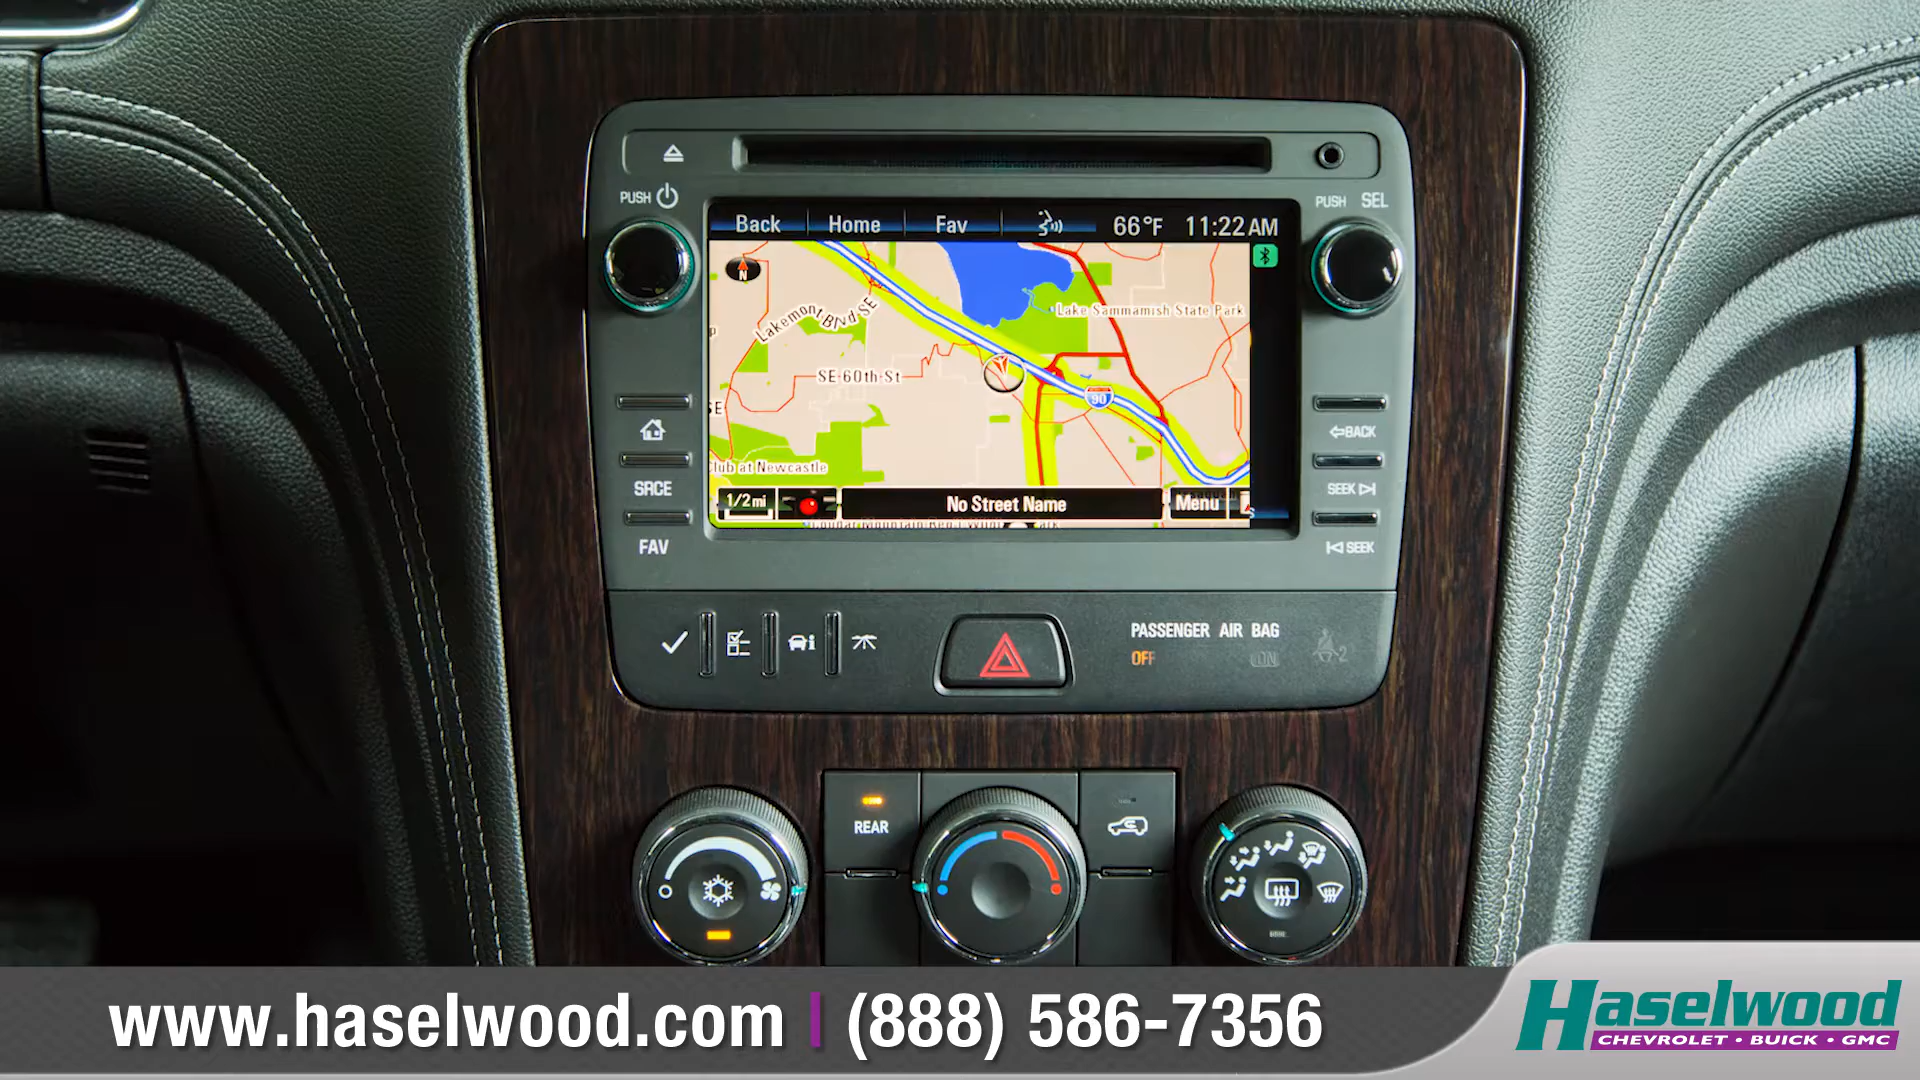 PUSH
PUSH SEL
Back Home Fav 66°F 11:22 AM
N
Lakemont Blvd SE
Lake Sammamish State Park
SE 60th St
90
SE
Club at Newcastle
1/2 mi
No Street Name
Menu
SRCE
FAV
BACK
SEEK
SEEK
PASSENGER AIR BAG
OFF ON
2
REAR
www.haselwood.com | (888) 586-7356
Haselwood
CHEVROLET • BUICK • GMC